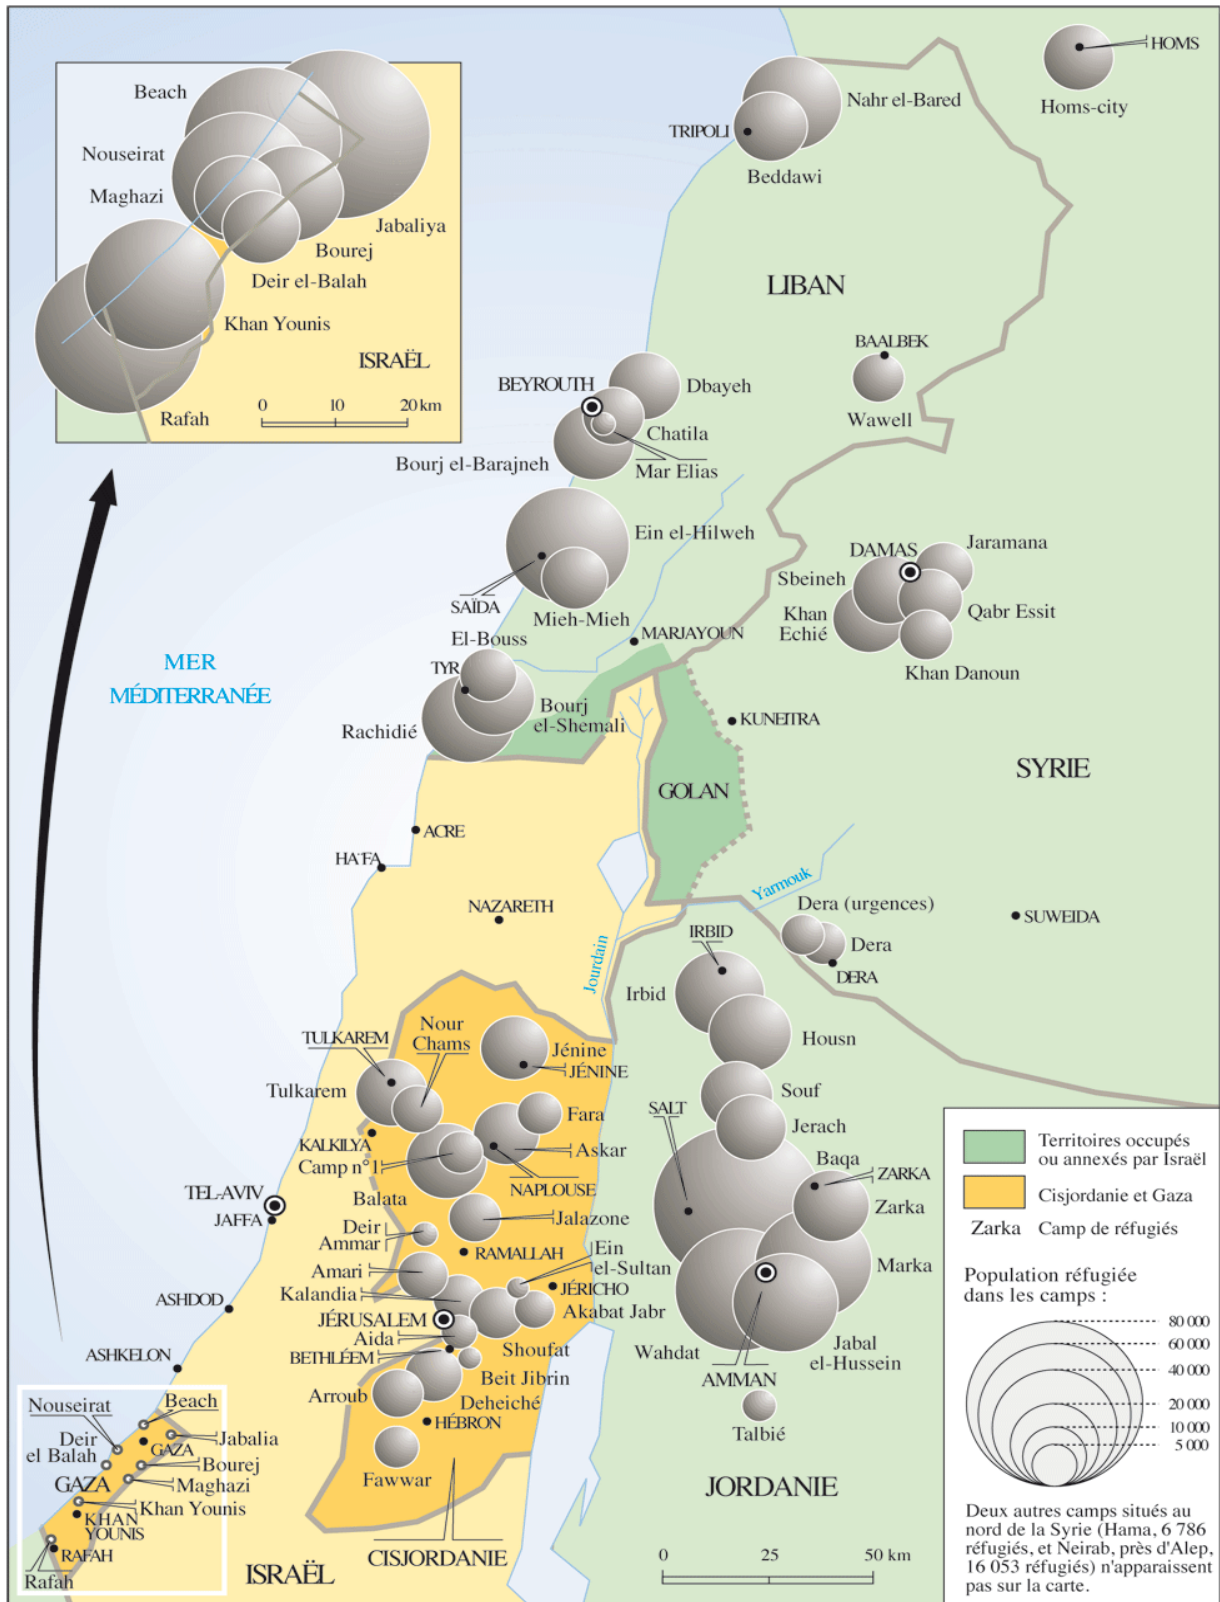 HOMS
Homs-city
Nahr el-Bared
TRIPOLI
Beddawi
LIBAN
BAALBEK
Wawell
Beach
Nouseirat
Maghazi
Jabaliya
Bourej
Deir el-Balah
Khan Younis
ISRAËL
Rafah
0 10 20 km
BEYROUTH
Dbayeh
Chatila
Bourj el-Barajneh
Mar Elias
Ein el-Hilweh
SAÏDA
Mieh-Mieh
El-Bouss
MARJAYOUN
TYR
Bourj
el-Shemali
Rachidié
DAMAS
Jaramana
Sbeineh
Khan
Echié
Qabr Essit
Khan Danoun
MER
MÉDITERRANÉE
KUNEITRA
SYRIE
GOLAN
ACRE
HAïFA
NAZARETH
Yarmouk
Jourdain
Dera (urgences)
Dera
DERA
SUWEIDA
IRBID
Irbid
Housn
Souf
Jerach
SALT
Baqa
ZARKA
Zarka
Marka
Wahdat
AMMAN
Jabal
el-Hussein
Talbié
JORDANIE
Nour
Chams
TULKAREM
Tulkarem
Jénine
JÉNINE
Fara
Askar
KALKILYA
Camp n°1
Balata
NAPLOUSE
TEL-AVIV
JAFFA
Deir
Ammar
Jalazone
RAMALLAH
Ein
el-Sultan
Amari
Kalandia
JÉRICHO
Akabat Jabr
JÉRUSALEM
Aida
Shoufat
BETHLÉEM
Beit Jibrin
Deheiché
Arroub
HÉBRON
Fawwar
CISJORDANIE
ASHDOD
ASHKELON
Nouseirat
Beach
Deir
el Balah
GAZA
Jabalia
Bourej
GAZA
Maghazi
Khan Younis
KHAN
YOUNIS
RAFAH
Rafah
ISRAËL
0 25 50 km
Territoires occupés
ou annexés par Israël
Cisjordanie et Gaza
Zarka Camp de réfugiés
Population réfugiée
dans les camps :
80 000
60 000
40 000
20 000
10 000
5 000
Deux autres camps situés au
nord de la Syrie (Hama, 6 786
réfugiés, et Neirab, près d'Alep,
16 053 réfugiés) n'apparaissent
pas sur la carte.